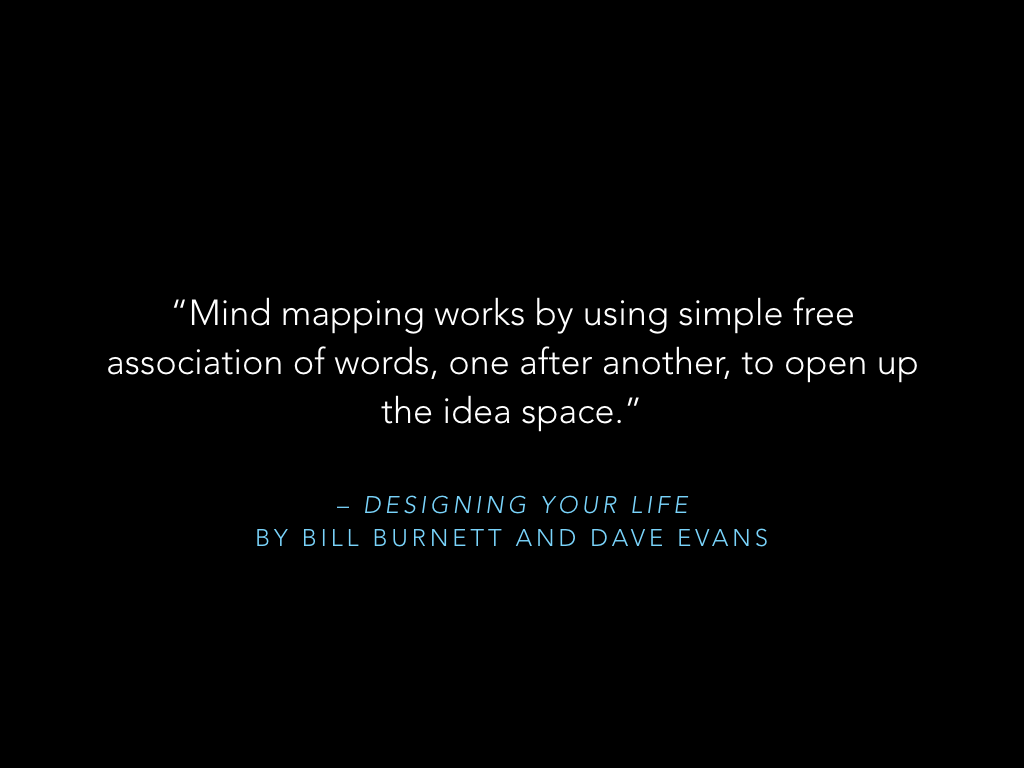 “Mind mapping works by using simple free
association of words, one after another, to open up
the idea space.”
– DESIGNING YOUR LIFE
BY BILL BURNETT AND DAVE EVANS